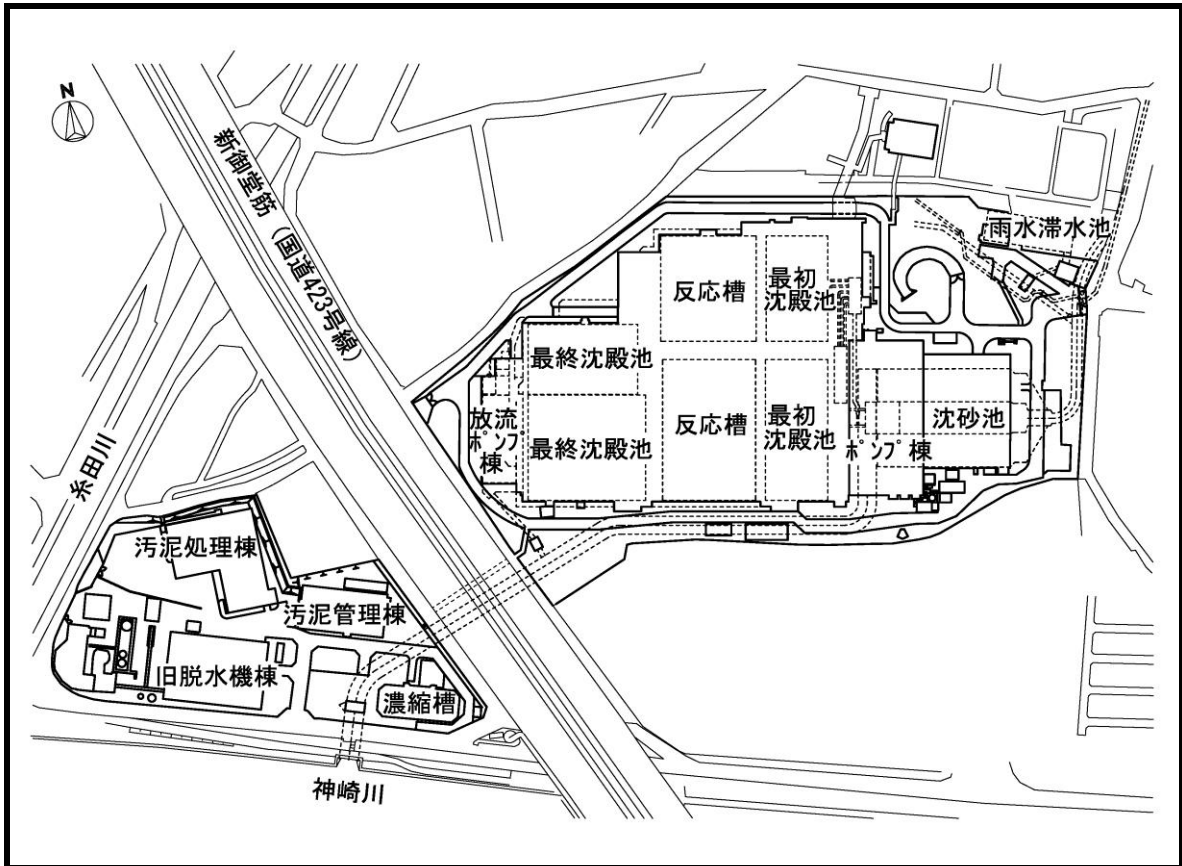 N
新御堂筋（国道423号線）
雨水滞水池
反応槽
最初
沈殿池
最終沈殿池
放流
ポンプ
棟
最終沈殿池
反応槽
最初
沈殿池
ポンプ棟
沈砂池
糸田川
汚泥処理棟
汚泥管理棟
旧脱水機棟
濃縮槽
神崎川